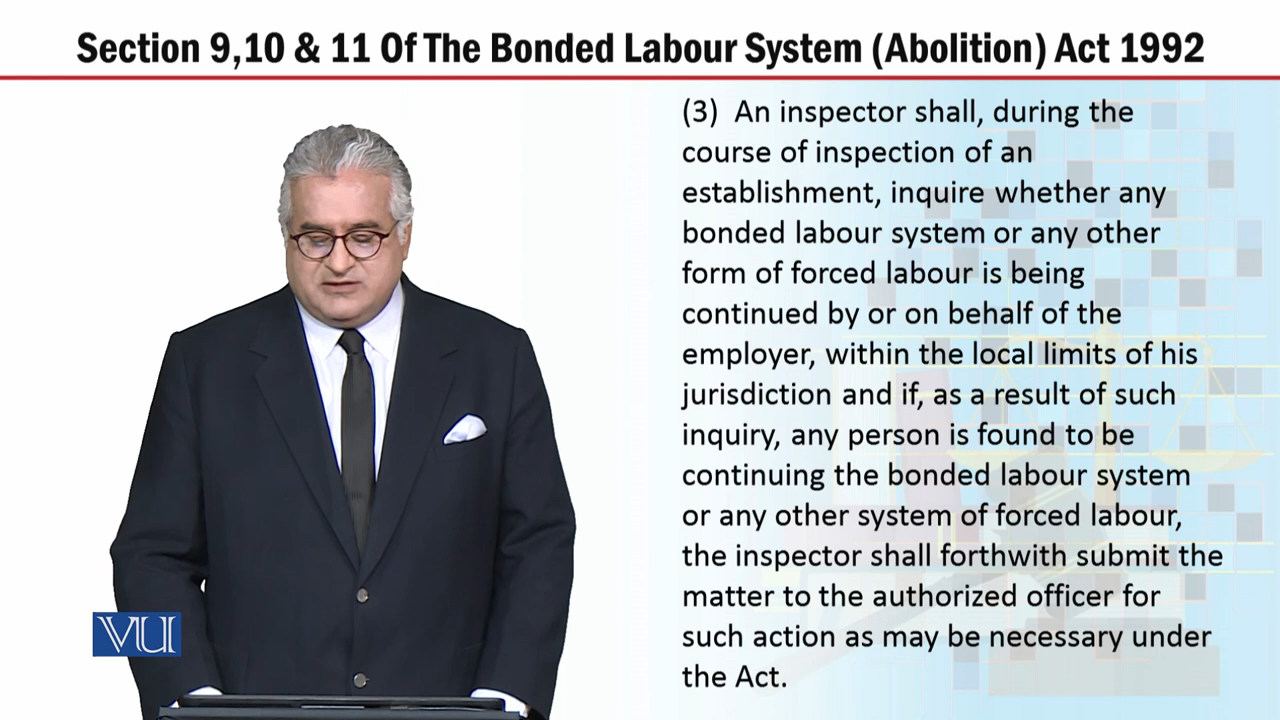 Section 9,10 & 11 Of The Bonded Labour System (Abolition) Act 1992
(3) An inspector shall, during the
course of inspection of an
establishment, inquire whether any
bonded labour system or any other
form of forced labour is being
continued by or on behalf of the
employer, within the local limits of his
jurisdiction and if, as a result of such
inquiry, any person is found to be
continuing the bonded labour system
or any other system of forced labour,
the inspector shall forthwith submit the
matter to the authorized officer for
such action as may be necessary under
the Act.
VU